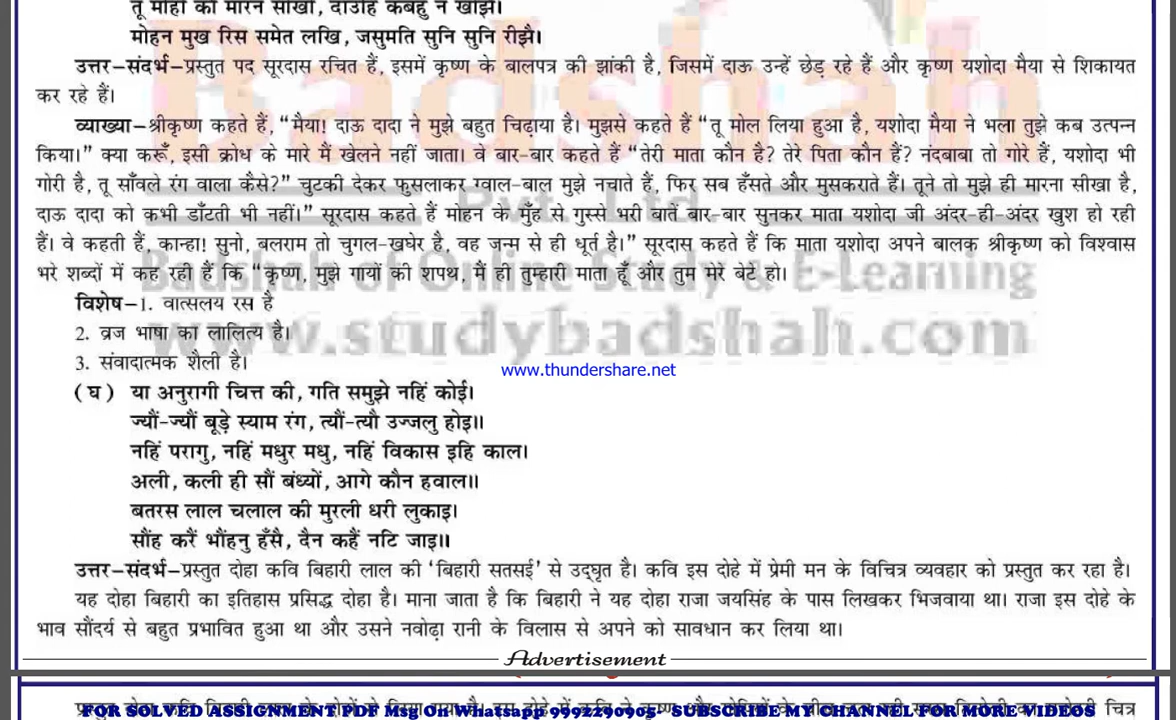 तू मोहीं को मारन सीखी, दाउहिं कबहुँ न खीझै।
मोहन मुख रिस समेत लखि, जसुमति सुनि सुनि रीझै।
उत्तर–संदर्भ–प्रस्तुत पद सूरदास रचित हैं, इसमें कृष्ण के बालपत्र की झांकी है, जिसमें दाऊ उन्हें छेड़ रहे हैं और कृष्ण यशोदा मैया से शिकायत
कर रहे हैं।
व्याख्या–श्रीकृष्ण कहते हैं, “मैया! दाऊ दादा ने मुझे बहुत चिढ़ाया है। मुझसे कहते हैं “तू मोल लिया हुआ है, यशोदा मैया ने भला तुझे कब उत्पन्न
किया।” क्या करूँ, इसी क्रोध के मारे मैं खेलने नहीं जाता। वे बार-बार कहते हैं “तेरी माता कौन है? तेरे पिता कौन हैं? नंदबाबा तो गोरे हैं, यशोदा भी
गोरी है, तू साँवले रंग वाला कैसे?” चुटकी देकर फुसलाकर ग्वाल-बाल मुझे नचाते हैं, फिर सब हँसते और मुसकराते हैं। तूने तो मुझे ही मारना सीखा है,
दाऊ दादा को कभी डाँटती भी नहीं।” सूरदास कहते हैं मोहन के मुँह से गुस्से भरी बातें बार-बार सुनकर माता यशोदा जी अंदर-ही-अंदर खुश हो रही
हैं। वे कहती हैं, कान्हा! सुनो, बलराम तो चुगल-खघेर है, वह जन्म से ही धूर्त है।” सूरदास कहते हैं कि माता यशोदा अपने बालक श्रीकृष्ण को विश्वास
भरे शब्दों में कह रही हैं कि “कृष्ण, मुझे गायों की शपथ, मैं ही तुम्हारी माता हूँ और तुम मेरे बेटे हो।
विशेष–1. वात्सलय रस है
2. व्रज भाषा का लालित्य है।
3. संवादात्मक शैली है।
Badshah
Pvt. Ltd.
Badshah of Online Study & E-Learning
www.studybadshah.com
www.thundershare.net
(घ) या अनुरागी चित्त की, गति समुझे नहिं कोई।
ज्यौं-ज्यौं बूड़े स्याम रंग, त्यौं-त्यौ उज्जलु होइ॥
नहिं परागु, नहिं मधुर मधु, नहिं विकास इहि काल।
अली, कली ही सौं बंध्यों, आगे कौन हवाल॥
बतरस लाल चलाल की मुरली धरी लुकाइ।
सौंह करैं भौंहनु हँसै, दैन कहैं नटि जाइ॥
उत्तर–संदर्भ–प्रस्तुत दोहा कवि बिहारी लाल की ‘बिहारी सतसई’ से उद्घृत है। कवि इस दोहे में प्रेमी मन के विचित्र व्यवहार को प्रस्तुत कर रहा है।
यह दोहा बिहारी का इतिहास प्रसिद्ध दोहा है। माना जाता है कि बिहारी ने यह दोहा राजा जयसिंह के पास लिखकर भिजवाया था। राजा इस दोहे के
भाव सौंदर्य से बहुत प्रभावित हुआ था और उसने नवोढ़ा रानी के विलास से अपने को सावधान कर लिया था।
Advertisement
FOR SOLVED ASSIGNMENT PDF Msg On Whatsapp 9992290905- SUBSCRIBE MY CHANNEL FOR MORE VIDEOS
चित्र